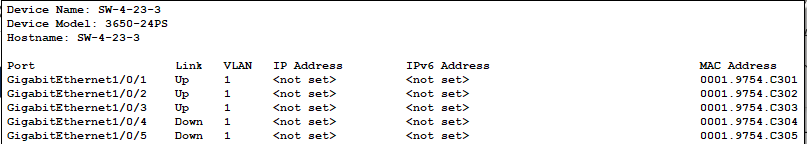 Device Name: SW-4-23-3
Device Model: 3650-24PS
Hostname: SW-4-23-3
Port Link VLAN IP Address IPv6 Address MAC Address
GigabitEthernet1/0/1 Up 1 <not set> <not set> 0001.9754.C301
GigabitEthernet1/0/2 Up 1 <not set> <not set> 0001.9754.C302
GigabitEthernet1/0/3 Up 1 <not set> <not set> 0001.9754.C303
GigabitEthernet1/0/4 Down 1 <not set> <not set> 0001.9754.C304
GigabitEthernet1/0/5 Down 1 <not set> <not set> 0001.9754.C305